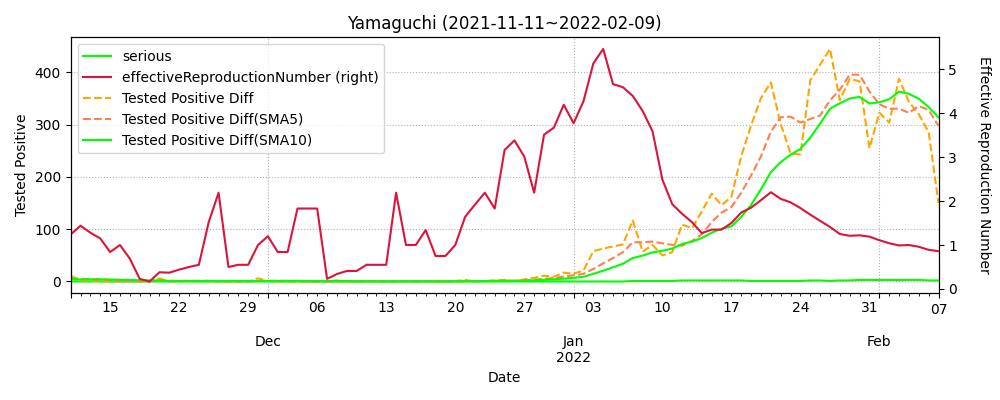 Yamaguchi (2021-11-11~2022-02-09)
serious
effectiveReproductionNumber (right)
Tested Positive Diff
Tested Positive Diff(SMA5)
Tested Positive Diff(SMA10)
Tested Positive
400
300
200
100
0
5
4
3
2
1
0
Effective Reproduction Number
15 22 29 06 13 20 27 03 10 17 24 31 07
Dec Jan Feb
2022
Date